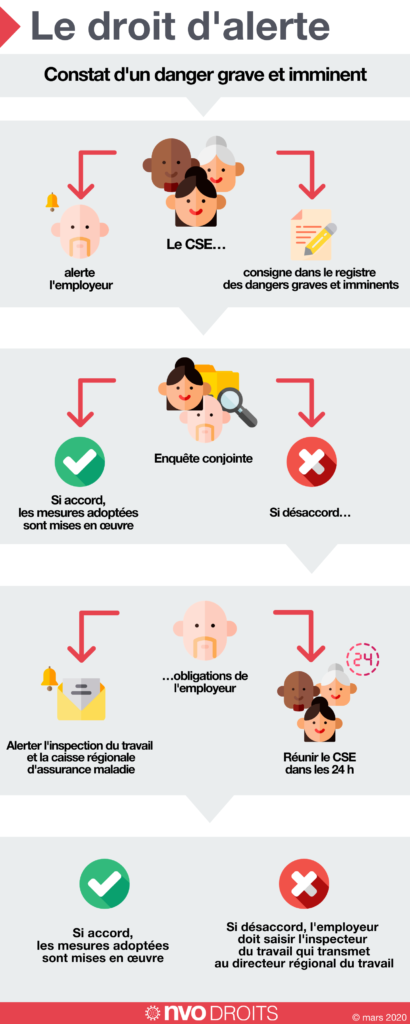 Le droit d'alerte
Constat d'un danger grave et imminent
Le CSE...
alerte
l'employeur
consigne dans le registre
des dangers graves et imminents
Enquête conjointe
Si accord,
les mesures adoptées
sont mises en œuvre
Si désaccord...
...obligations de
l'employeur
24
Alerter l'inspection du travail
et la caisse régionale
d'assurance maladie
Réunir le CSE
dans les 24 h
Si accord,
les mesures adoptées
sont mises en œuvre
Si désaccord, l'employeur
doit saisir l'inspecteur
du travail qui transmet
au directeur régional du travail
nvo DROITS
© mars 2020